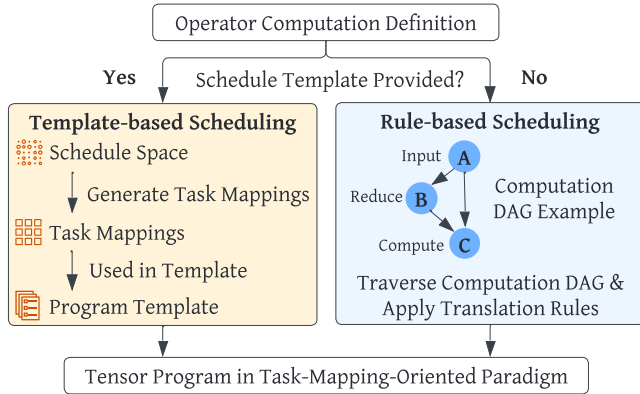 Operator Computation Definition
Yes
Schedule Template Provided?
No
Template-based Scheduling
Schedule Space
Generate Task Mappings
Task Mappings
Used in Template
Program Template
Rule-based Scheduling
Input
A
Reduce
B
Compute
C
Computation
DAG Example
Traverse Computation DAG &
Apply Translation Rules
Tensor Program in Task-Mapping-Oriented Paradigm